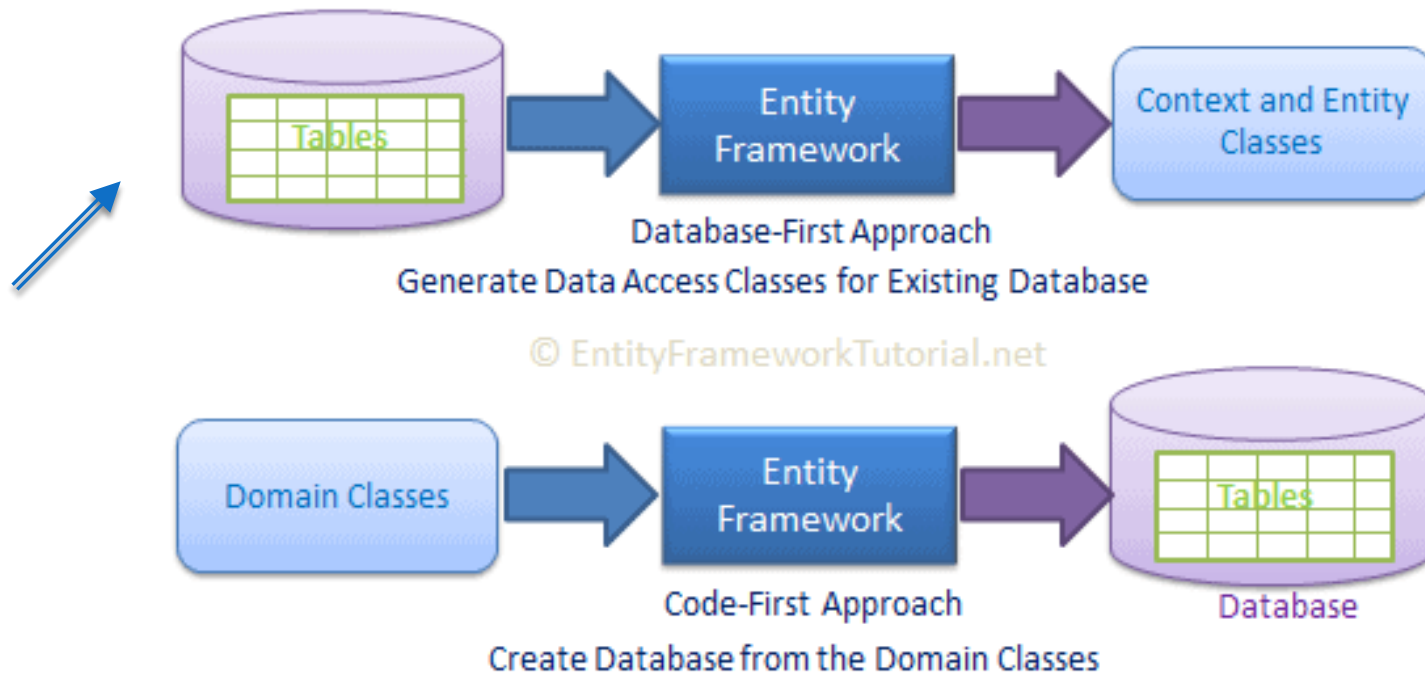 Tables
Entity
Framework
Context and Entity
Classes
Database-First Approach
Generate Data Access Classes for Existing Database
© EntityFrameworkTutorial.net
Domain Classes
Entity
Framework
Tables
Code-First Approach
Database
Create Database from the Domain Classes